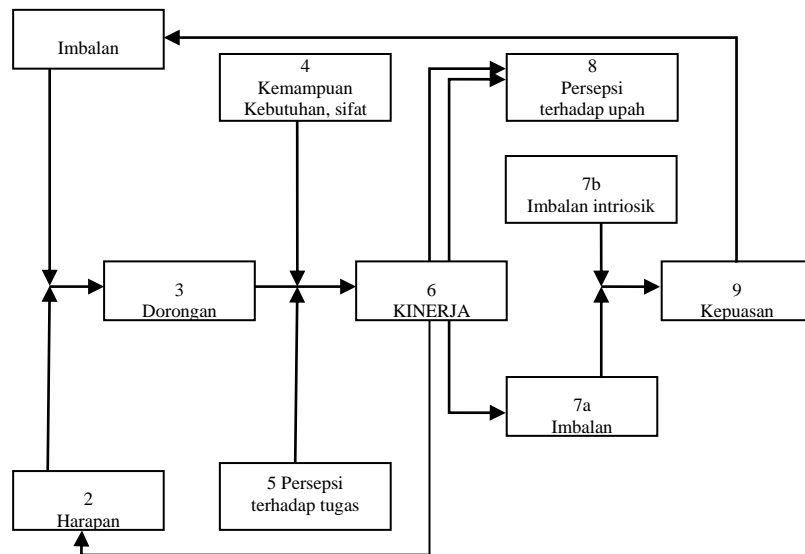 Imbalan
4
Kemampuan
Kebutuhan, sifat
8
Persepsi
terhadap upah
7b
Imbalan intriosik
3
Dorongan
6
KINERJA
9
Kepuasan
7a
Imbalan
2
Harapan
5 Persepsi
terhadap tugas